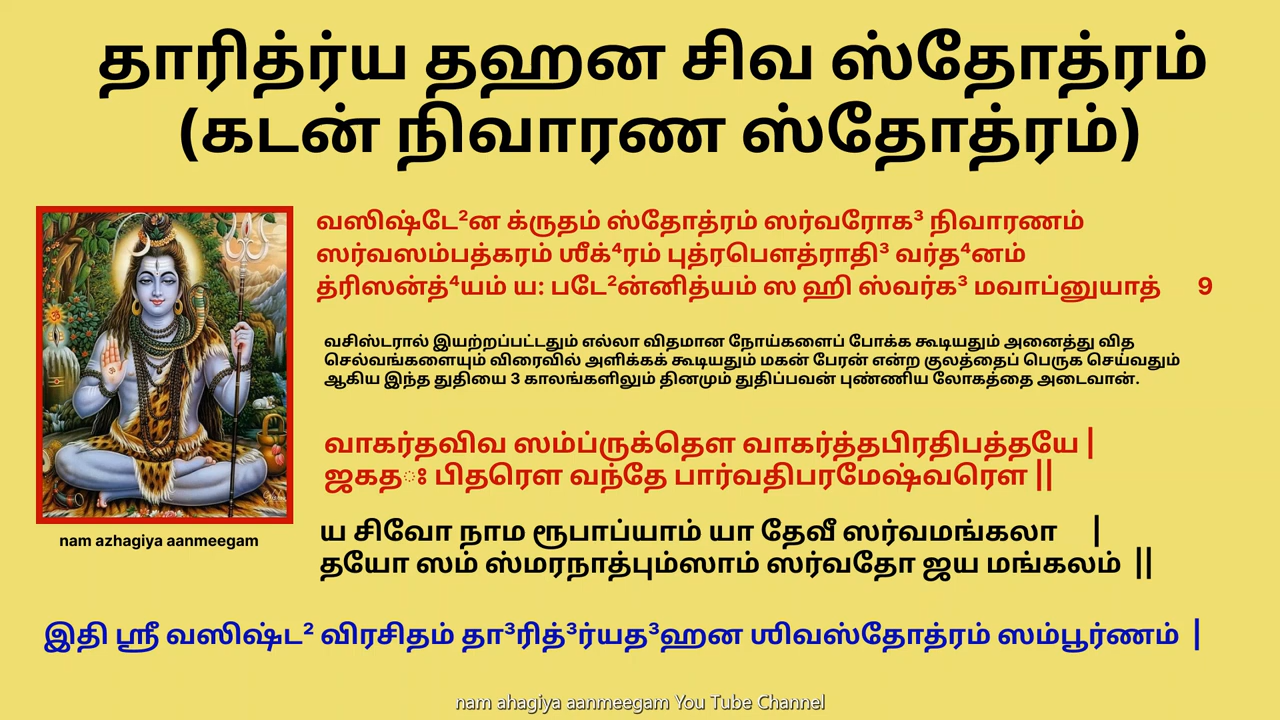 தாரித்ர்ய தஹன சிவ ஸ்தோத்ரம்
(கடன் நிவாரண ஸ்தோத்ரம்)
வஸிஷ்டே²ன க்ருதம் ஸ்தோத்ரம் ஸர்வரோக³ நிவாரணம்
ஸர்வஸம்பத்கரம் ஶீக்⁴ரம் புத்ரபௌத்ராதி³ வர்த⁴னம்
த்ரிஸன்த்⁴யம் ய: படே²ன்னித்யம் ஸ ஹி ஸ்வர்க³ மவாப்னுயாத் 9
வசிஸ்டரால் இயற்றப்பட்டதும் எல்லா விதமான நோய்களைப் போக்க கூடியதும் அனைத்து வித
செல்வங்களையும் விரைவில் அளிக்கக் கூடியதும் மகன் பேரன் என்ற குலத்தைப் பெருக செய்வதும்
ஆகிய இந்த துதியை 3 காலங்களிலும் தினமும் துதிப்பவன் புண்ணிய லோகத்தை அடைவான்.
வாகர்தவிவ ஸம்ப்ருக்தௌ வாகர்த்தபிரதிபத்தயே |
ஜகதஃ பிதரௌ வந்தே பார்வதிபரமேஷ்வரௌ ||
ய சிவோ நாம ரூபாப்யாம் யா தேவீ ஸர்வமங்கலா |
தயோ ஸம் ஸ்மரநாத்பும்ஸாம் ஸர்வதோ ஜய மங்கலம் ||
nam azhagiya aanmeegam
இதி ஶ்ரீ வஸிஷ்ட² விரசிதம் தா³ரித்³ர்யத³ஹன ஶிவஸ்தோத்ரம் ஸம்பூர்ணம் |
nam ahagiya aanmeegam You Tube Channel